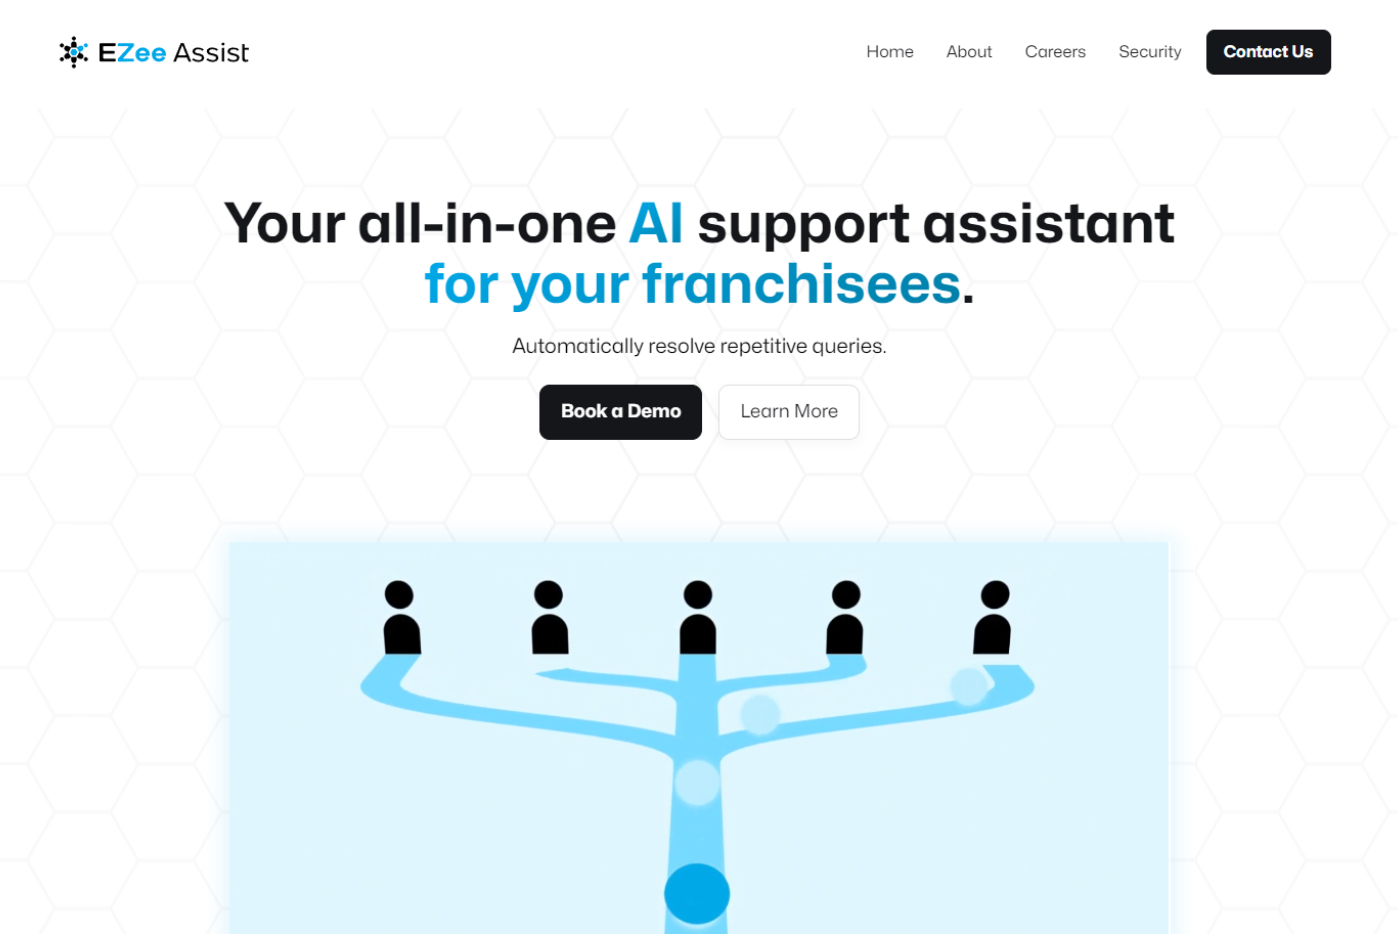 EZee Assist
Home
About
Careers
Security
Contact Us
Your all-in-one AI support assistant
for your franchisees.
Automatically resolve repetitive queries.
Book a Demo
Learn More